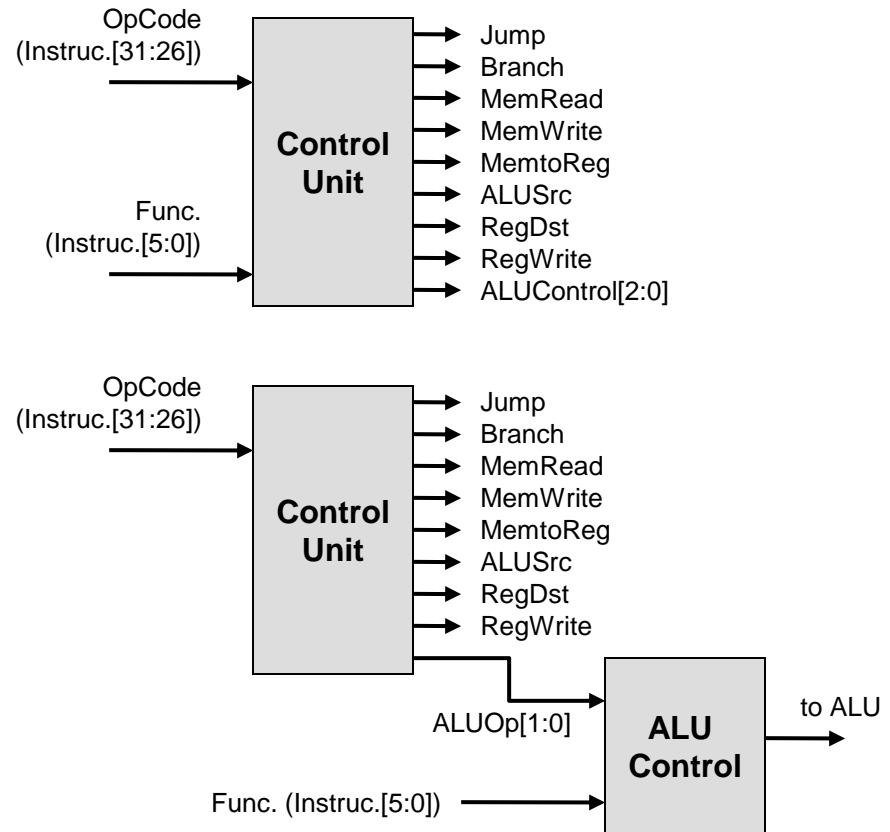 OpCode
(Instruc.[31:26])
Func.
(Instruc.[5:0])
Control
Unit
Jump
Branch
MemRead
MemWrite
MemtoReg
ALUSrc
RegDst
RegWrite
ALUControl[2:0]
OpCode
(Instruc.[31:26])
Control
Unit
Jump
Branch
MemRead
MemWrite
MemtoReg
ALUSrc
RegDst
RegWrite
ALUOp[1:0]
Func. (Instruc.[5:0])
ALU
Control
to ALU